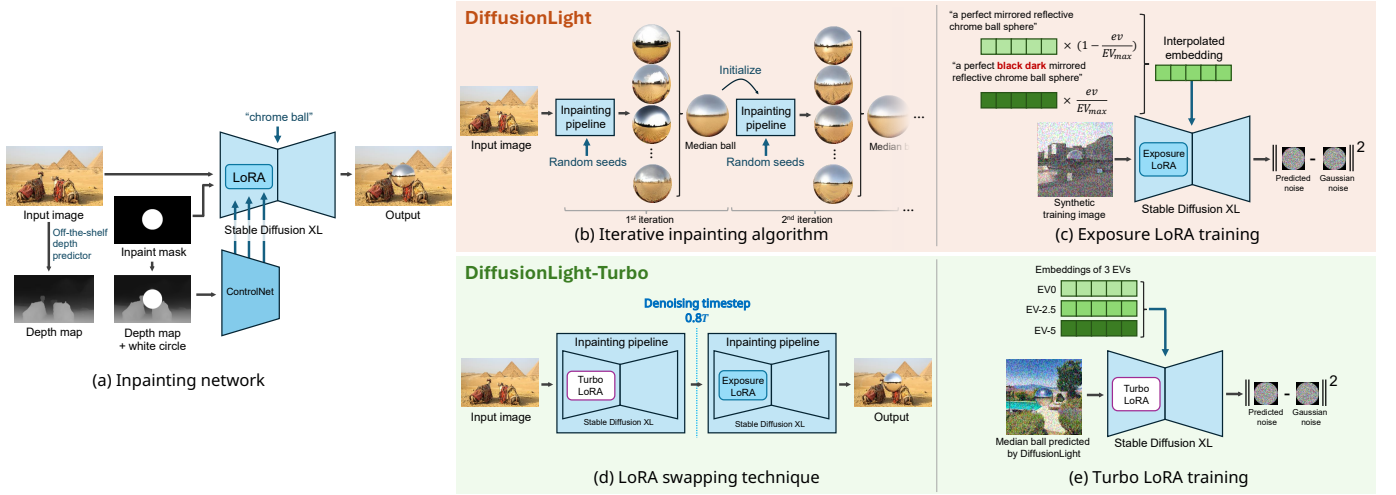 "chrome ball"
LoRA
Input image
Stable Diffusion XL
Output
Off-the-shelf
depth
predictor
Inpaint mask
ControlNet
Depth map
Depth map
+ white circle
(a) Inpainting network
DiffusionLight
Input image
Inpainting
pipeline
Random seeds
Median ball
Initialize
Inpainting
pipeline
Random seeds
Median b
...
1st iteration
2nd iteration
...
(b) Iterative inpainting algorithm
"a perfect mirrored reflective
chrome ball sphere"
× (1 − ev/EVmax)
"a perfect black dark mirrored
reflective chrome ball sphere"
× ev/EVmax
Interpolated
embedding
Exposure
LoRA
Synthetic
training image
Stable Diffusion XL
Predicted
noise
-
Gaussian
noise
2
(c) Exposure LoRA training
DiffusionLight-Turbo
Denoising timestep
0.8T
Input image
Inpainting pipeline
Turbo
LoRA
Stable Diffusion XL
Inpainting pipeline
Exposure
LoRA
Stable Diffusion XL
Output
(d) LoRA swapping technique
Embeddings of 3 EVs
EV0
EV-2.5
EV-5
Turbo
LoRA
Median ball predicted
by DiffusionLight
Stable Diffusion XL
Predicted
noise
-
Gaussian
noise
2
(e) Turbo LoRA training